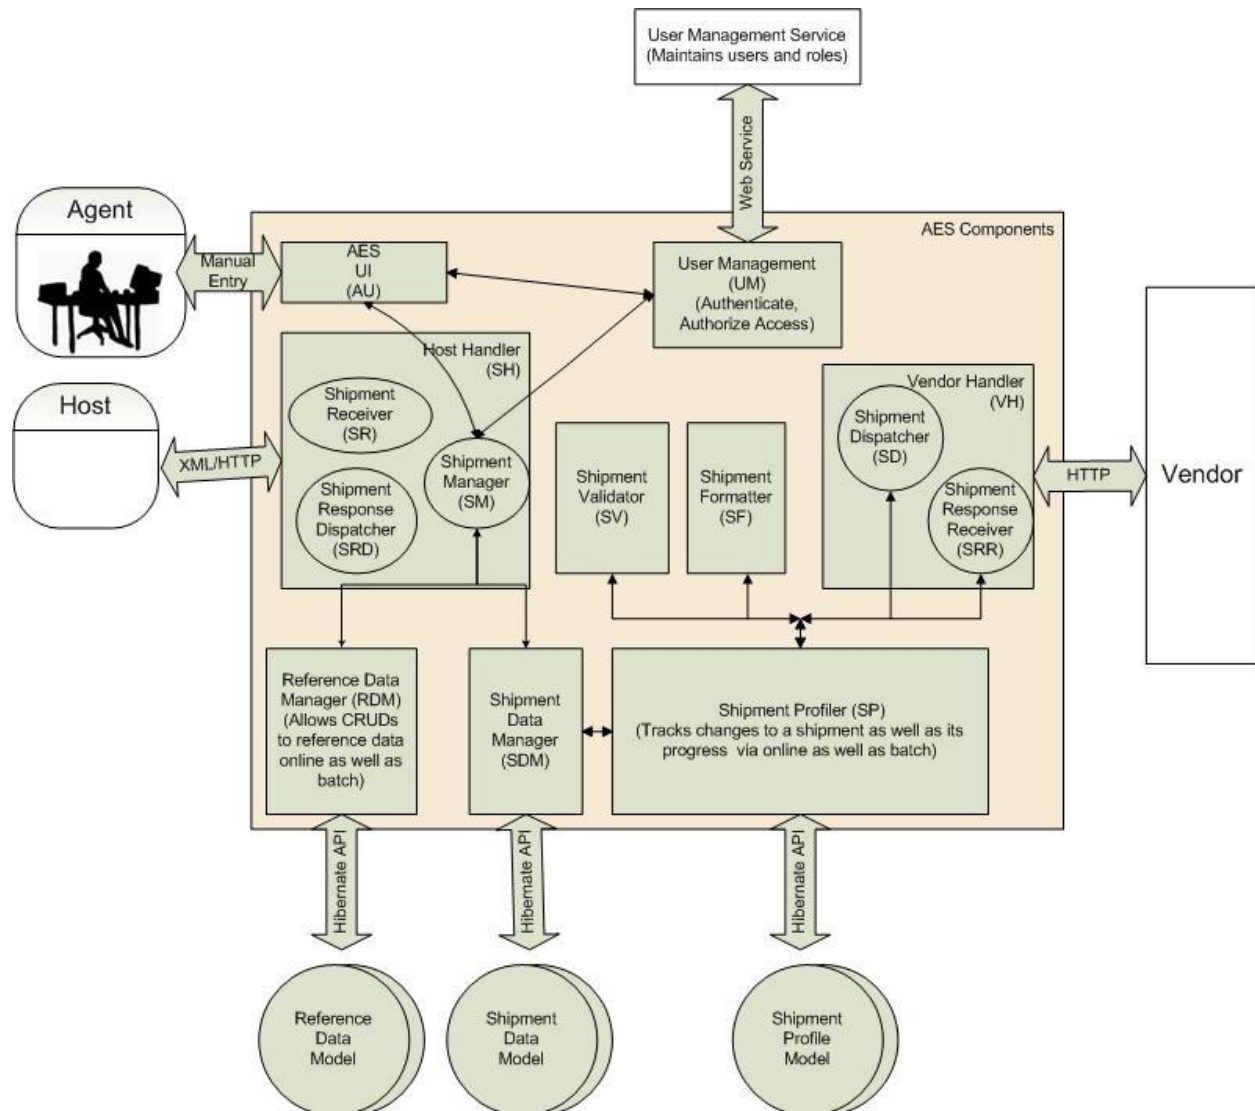 User Management Service
(Maintains users and roles)
Web Service
Agent
AES Components
Manual
Entry
AES
UI
(AU)
User Management
(UM)
(Authenticate,
Authorize Access)
Host Handler
(SH)
Shipment
Receiver
(SR)
Shipment
Manager
(SM)
Shipment
Response
Dispatcher
(SRD)
Host
XML/HTTP
Shipment
Validator
(SV)
Shipment
Formatter
(SF)
Vendor Handler
(VH)
Shipment
Dispatcher
(SD)
Shipment
Response
Receiver
(SRR)
HTTP
Vendor
Reference Data
Manager (RDM)
(Allows CRUDs
to reference data
online as well as
batch)
Shipment
Data
Manager
(SDM)
Shipment Profiler (SP)
(Tracks changes to a shipment as well as its
progress via online as well as batch)
Hibernate API
Hibernate API
Hibernate API
Reference
Data
Model
Shipment
Data
Model
Shipment
Profile
Model